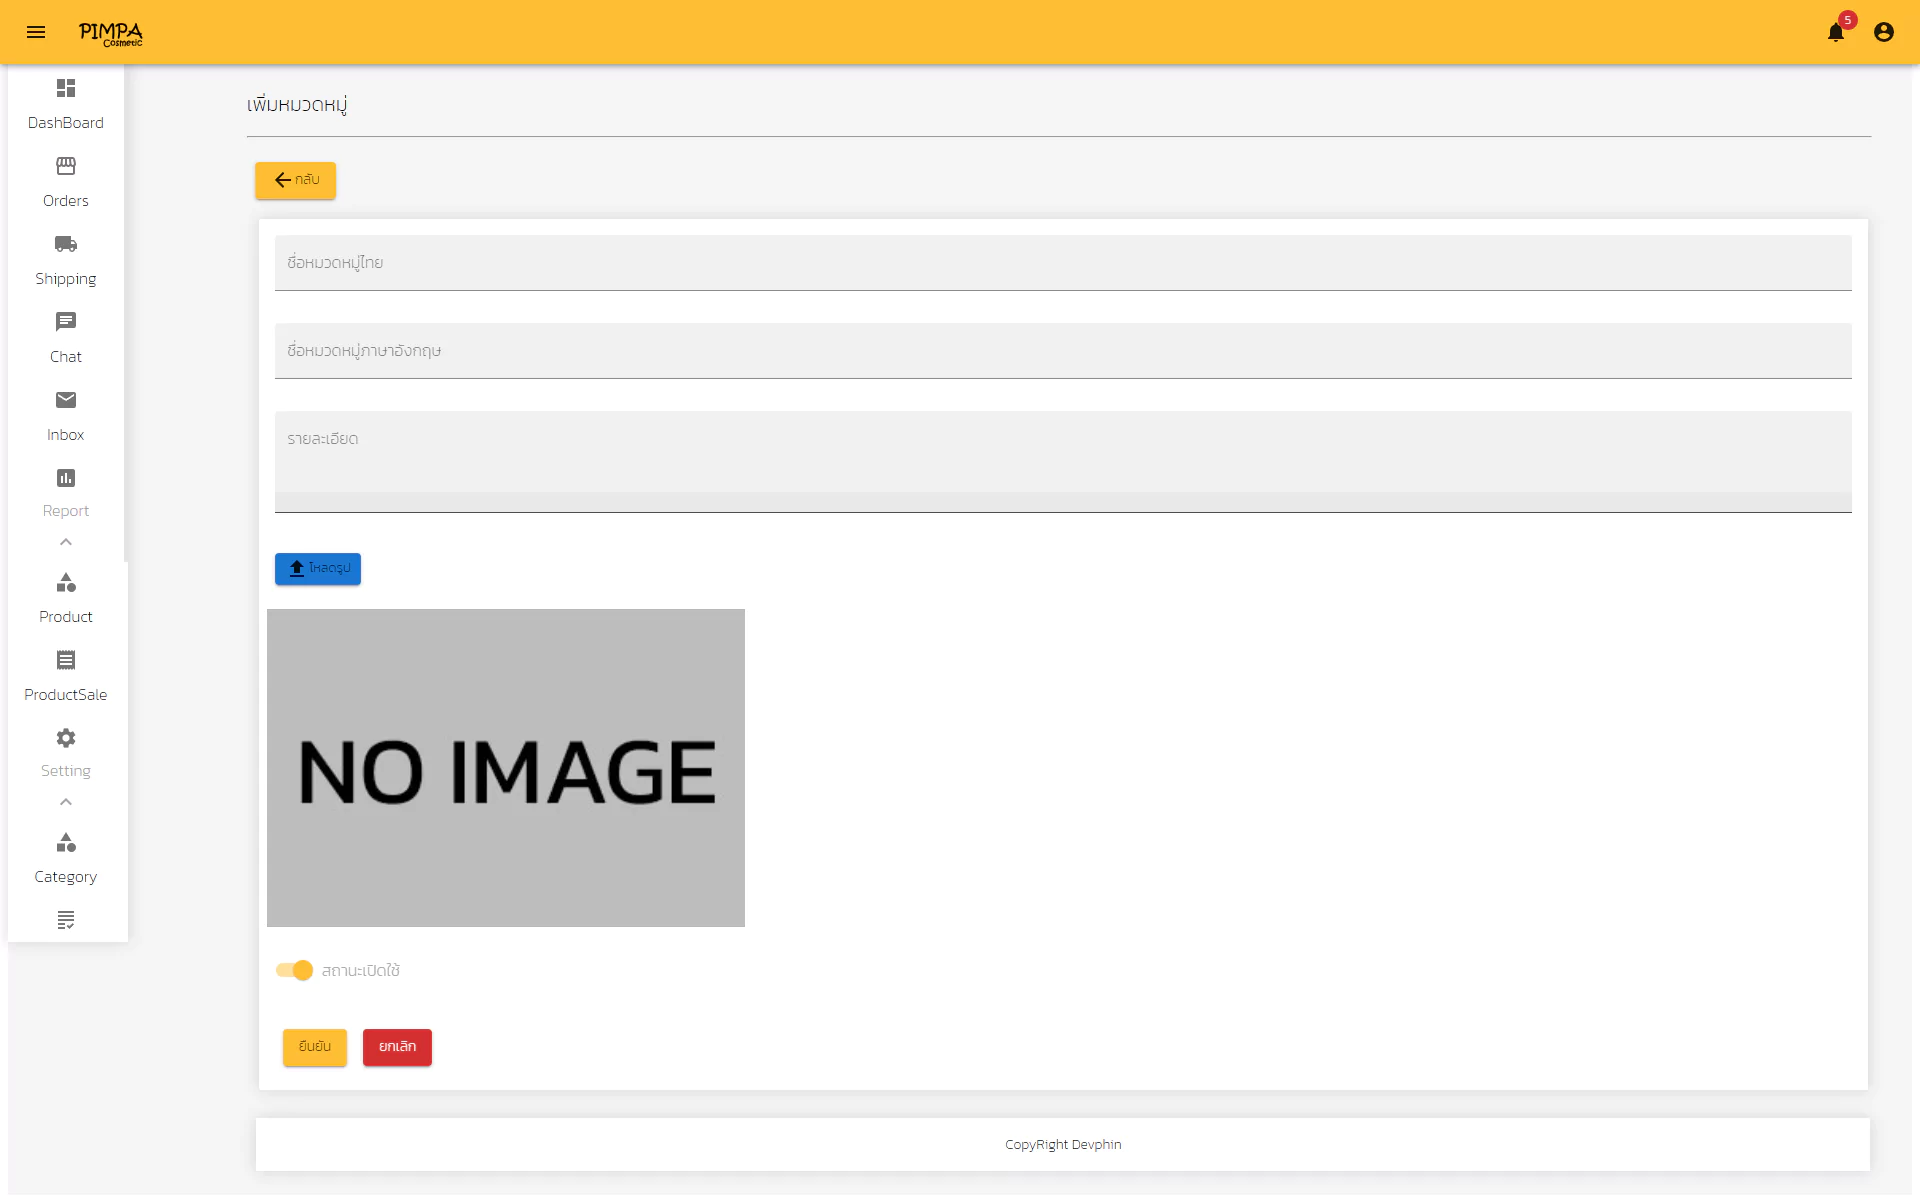 PIMPA
Cosmetic
5
DashBoard
Orders
Shipping
Chat
Inbox
Report
Product
ProductSale
Setting
Category
เพิ่มหมวดหมู่
กลับ
ชื่อหมวดหมู่ไทย
ชื่อหมวดหมู่ภาษาอังกฤษ
รายละเอียด
โหลดรูป
NO IMAGE
สถานะเปิดใช้
ยืนยัน ยกเลิก
CopyRight Devphin